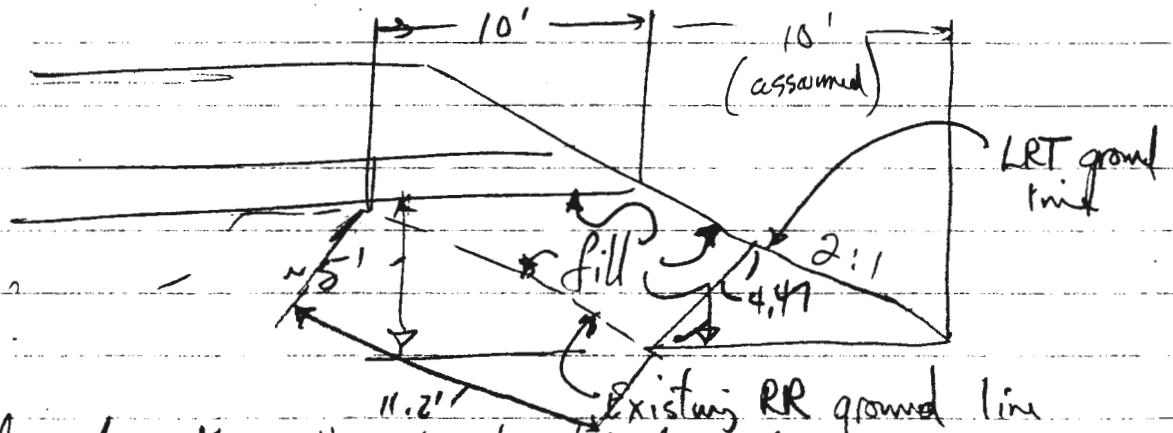 10'
10'
(assumed)
LRT ground
line
fill
2:1
~5'
4.47
11.2'
Existing RR ground line